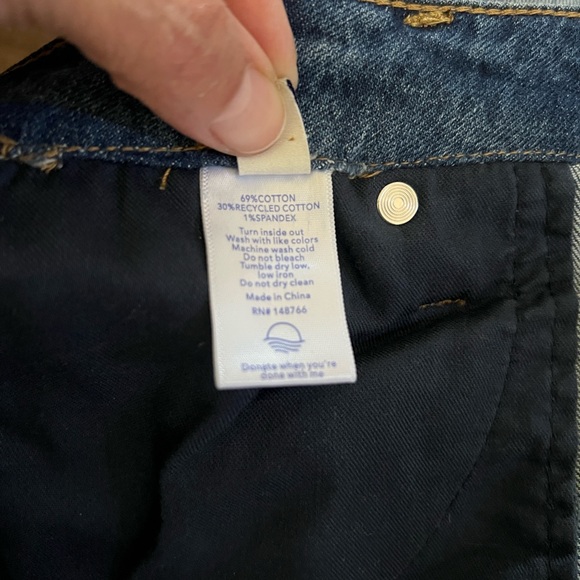 69%COTTON
30%RECYCLED COTTON
1%SPANDEX
Turn inside out
Wash with like colors
Machine wash cold
Do not bleach
Tumble dry low,
low iron
Do not dry clean
Made in China
RN# 148766
Donate when you're
done with me